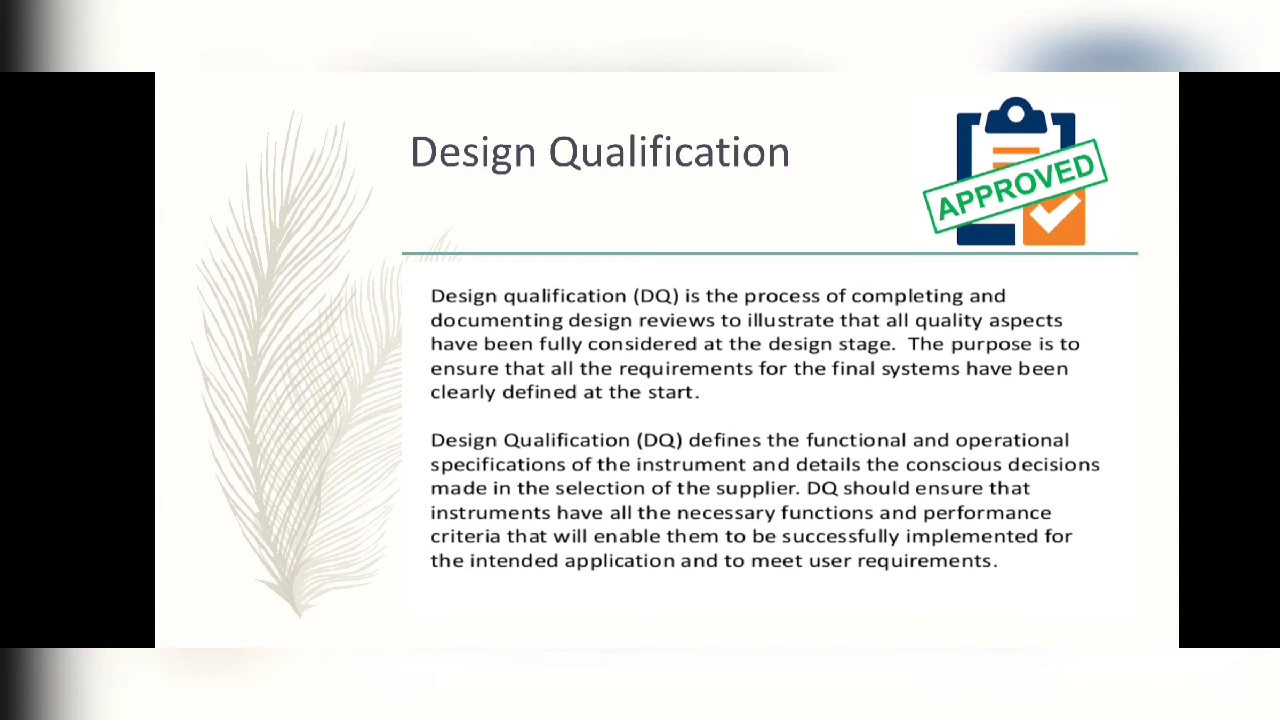 Design Qualification
APPROVED
Design qualification (DQ) is the process of completing and
documenting design reviews to illustrate that all quality aspects
have been fully considered at the design stage.  The purpose is to
ensure that all the requirements for the final systems have been
clearly defined at the start.
Design Qualification (DQ) defines the functional and operational
specifications of the instrument and details the conscious decisions
made in the selection of the supplier. DQ should ensure that
instruments have all the necessary functions and performance
criteria that will enable them to be successfully implemented for
the intended application and to meet user requirements.